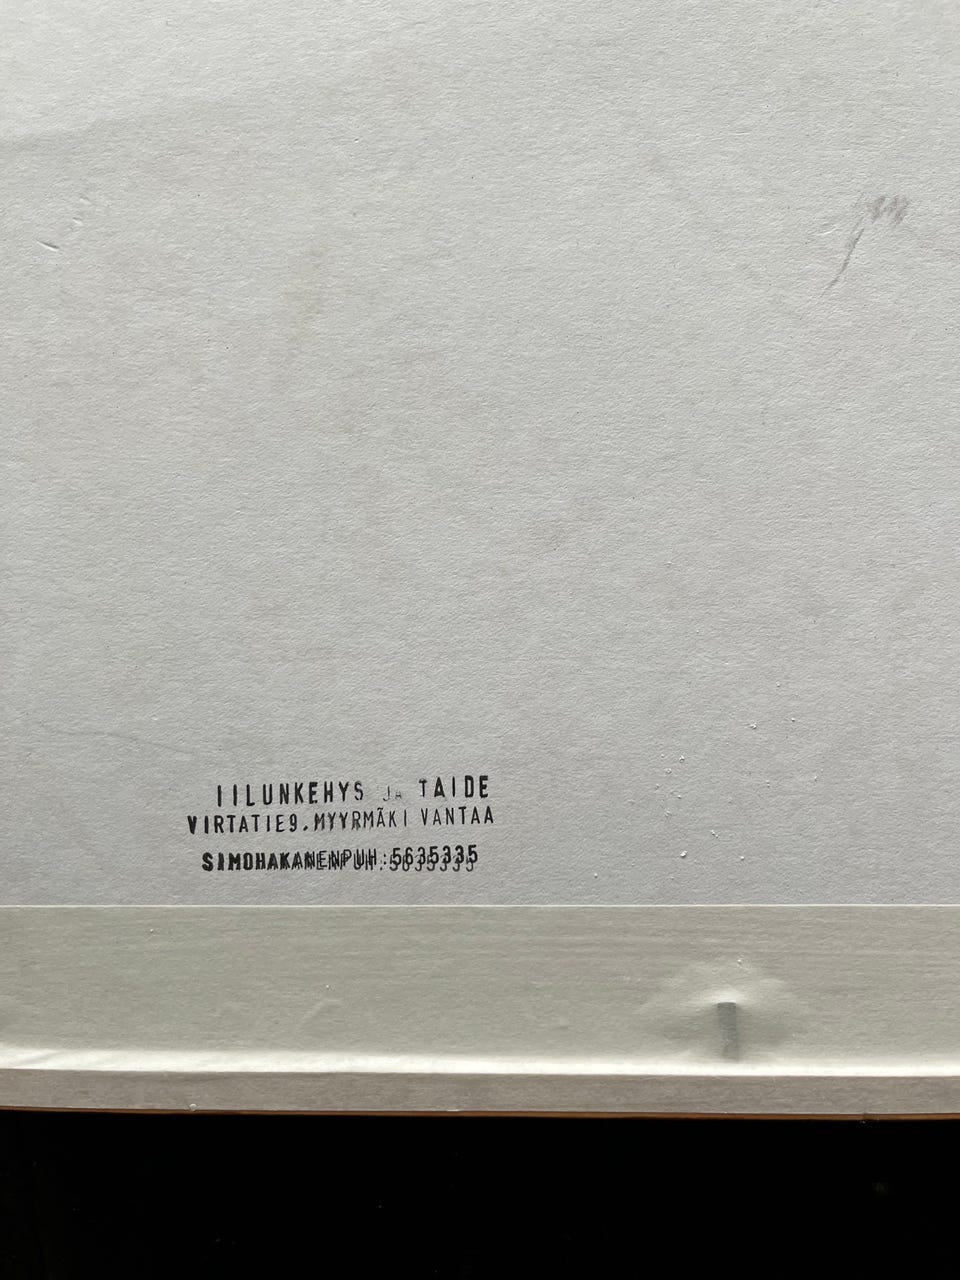 IILUNKEHYS JA TAIDE
VIRTATIE9.MYYRMÄKI VANTAA
SIMOHAKANENPUH:5635335